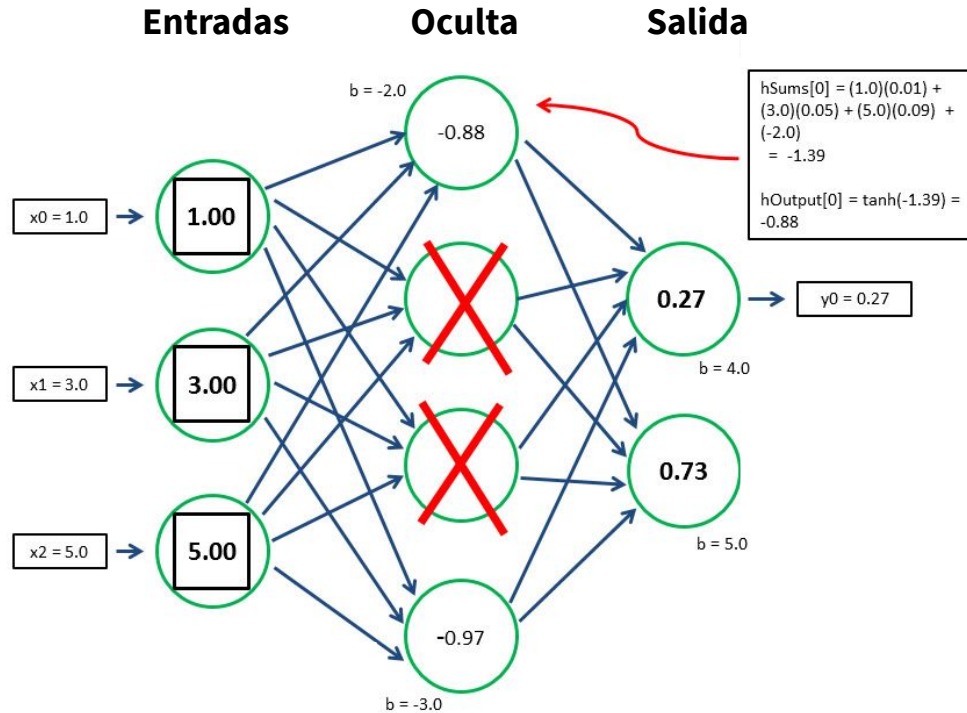 Entradas
Oculta
Salida
b = -2.0
-0.88
hSums[0] = (1.0)(0.01) +
(3.0)(0.05) + (5.0)(0.09) +
(-2.0)
= -1.39
hOutput[0] = tanh(-1.39) =
-0.88
x0 = 1.0
1.00
0.27
y0 = 0.27
b = 4.0
x1 = 3.0
3.00
0.73
b = 5.0
x2 = 5.0
5.00
-0.97
b = -3.0